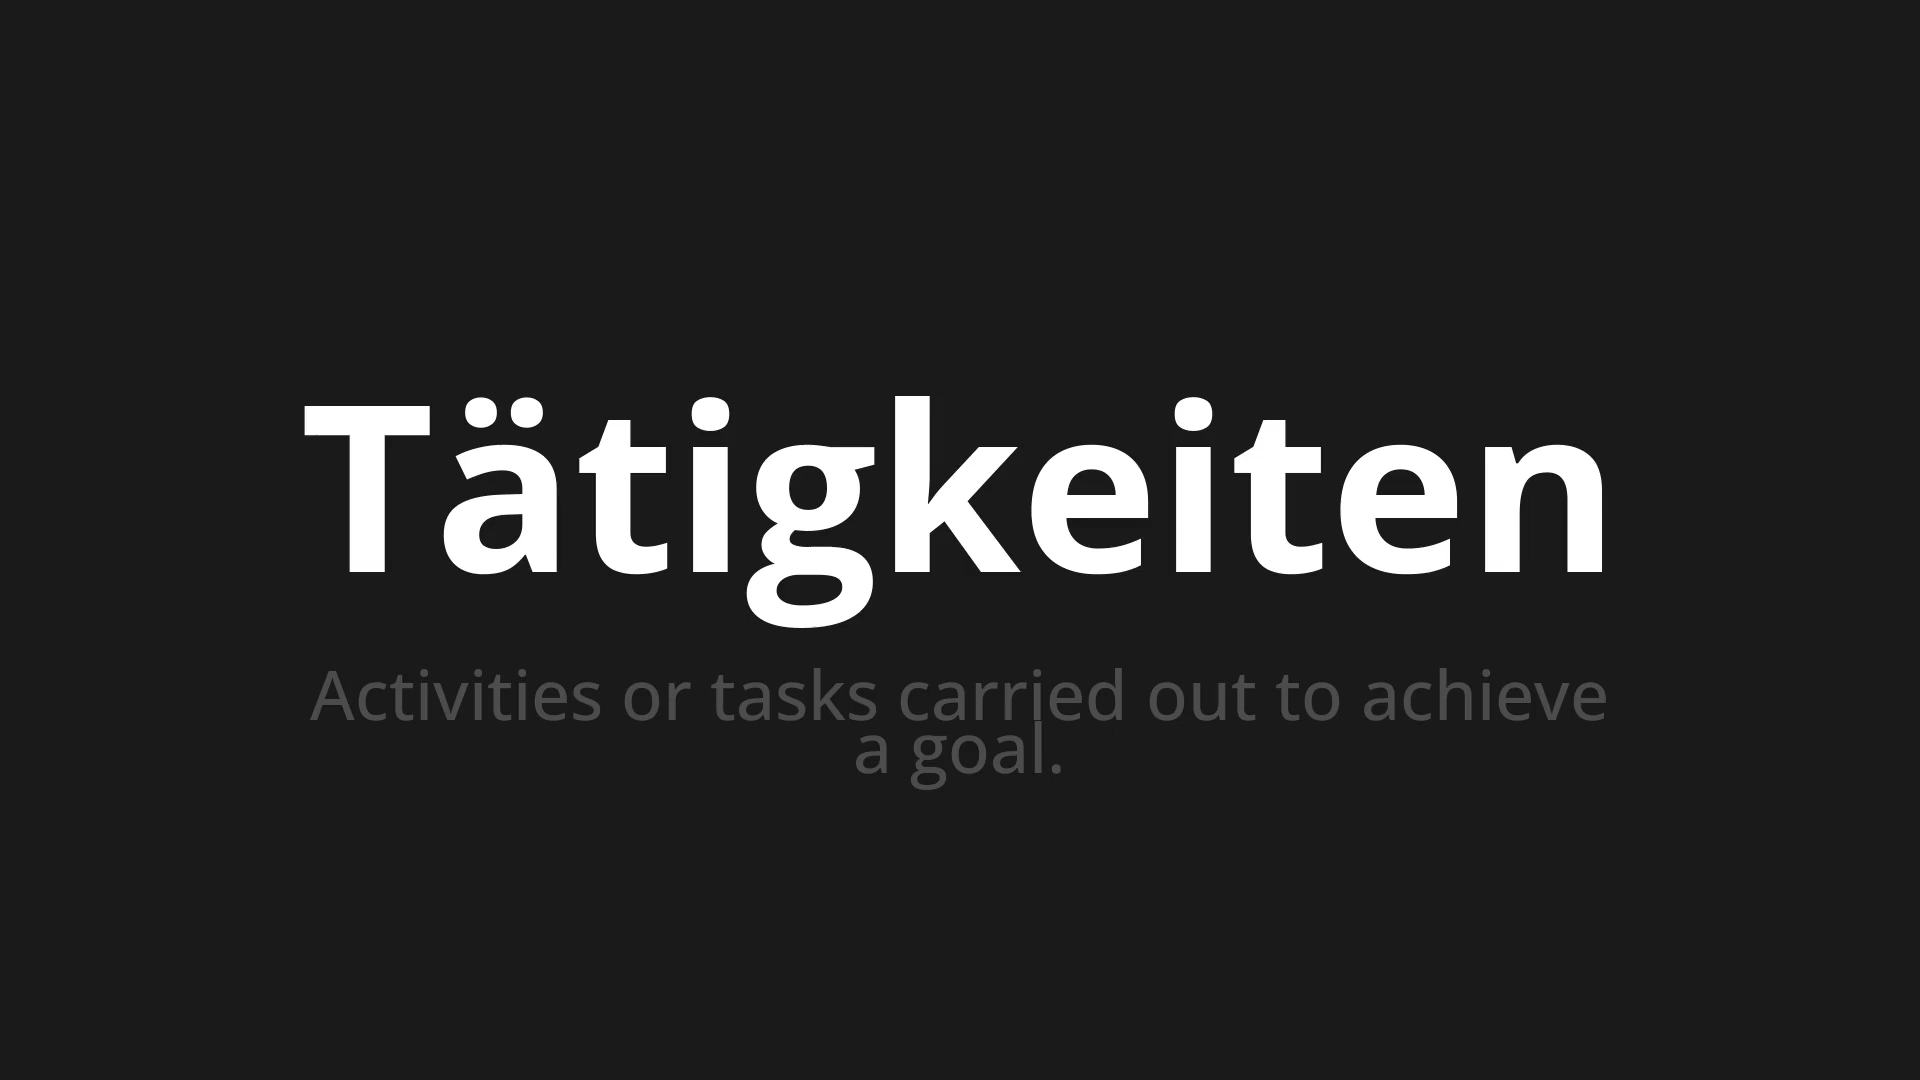 Tätigkeiten
Activities or tasks carried out to achieve
a goal.